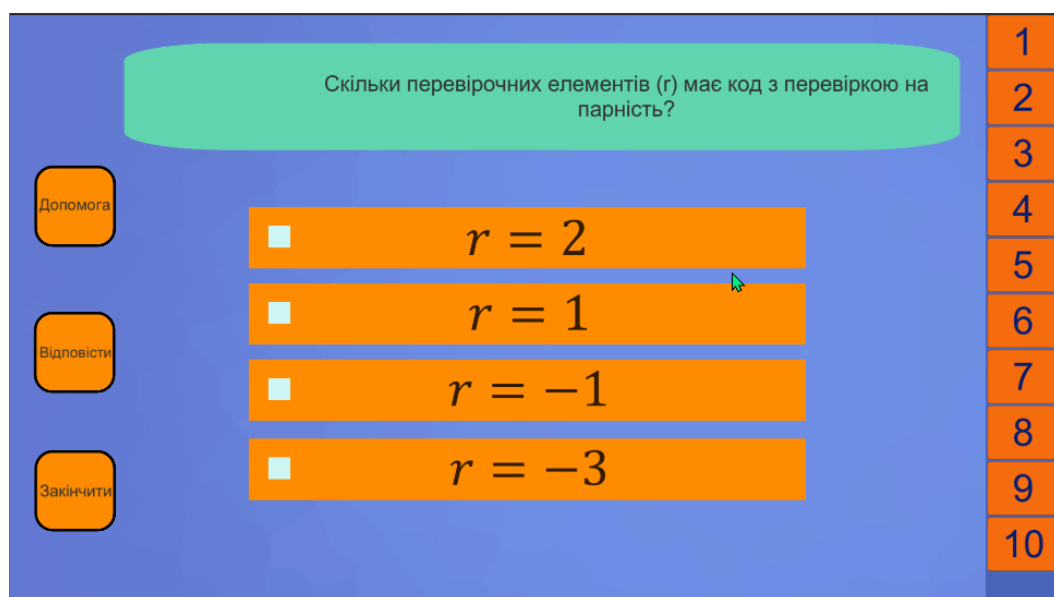 Скільки перевірочних елементів (r) має код з перевіркою на
парність?
Допомога
Відповісти
Закінчити
r = 2
r = 1
r = −1
r = −3
1
2
3
4
5
6
7
8
9
10